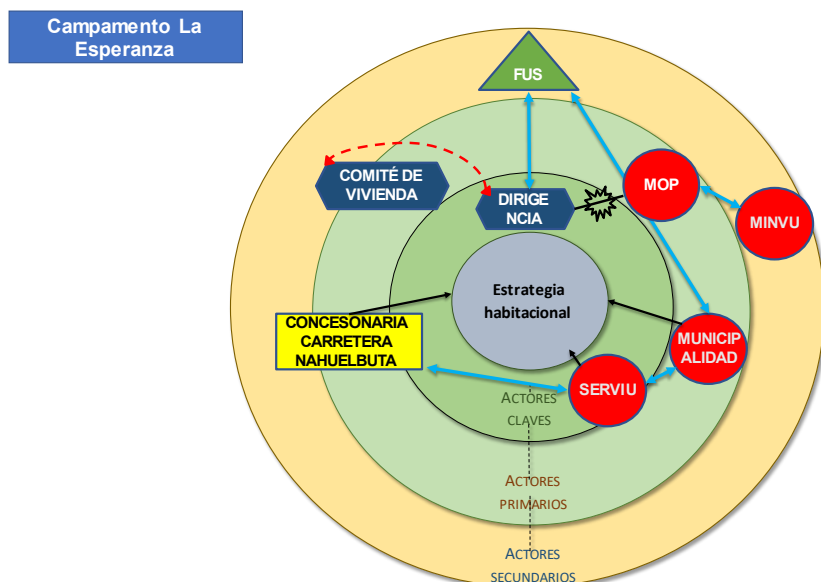 Campamento La
Esperanza
FUS
COMITÉ DE
VIVIENDA
DIRIGE
NCIA
MOP
MINVU
Estrategia
habitacional
CONCESONARIA
CARRETERA
NAHUELBUTA
MUNICIP
ALIDAD
SERVIU
ACTORES
CLAVES
ACTORES
PRIMARIOS
ACTORES
SECUNDARIOS